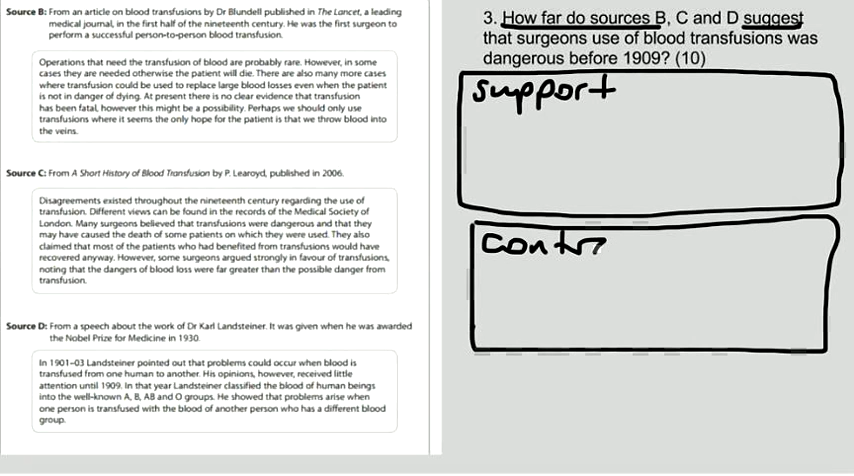 Source B: From an article on blood transfusions by Dr Blundell published in The Lancet, a leading
medical journal, in the first half of the nineteenth century. He was the first surgeon to
perform a successful person-to-person blood transfusion.
Operations that need the transfusion of blood are probably rare. However, in some
cases they are needed otherwise the patient will die. There are also many more cases
where transfusion could be used to replace large blood losses even when the patient
is not in danger of dying. At present there is no clear evidence that transfusion
has been fatal, however this might be a possibility. Perhaps we should only use
transfusions where it seems the only hope for the patient is that we throw blood into
the veins.
Source C: From A Short History of Blood Transfusion by P. Learoyd, published in 2006.
Disagreements existed throughout the nineteenth century regarding the use of
transfusion. Different views can be found in the records of the Medical Society of
London. Many surgeons believed that transfusions were dangerous and that they
may have caused the death of some patients on which they were used. They also
claimed that most of the patients who had benefited from transfusions would have
recovered anyway. However, some surgeons argued strongly in favour of transfusions,
noting that the dangers of blood loss were far greater than the possible danger from
transfusion.
Source D: From a speech about the work of Dr Karl Landsteiner. It was given when he was awarded
the Nobel Prize for Medicine in 1930.
In 1901–03 Landsteiner pointed out that problems could occur when blood is
transfused from one human to another. His opinions, however, received little
attention until 1909. In that year Landsteiner classified the blood of human beings
into the well-known A, B, AB and O groups. He showed that problems arise when
one person is transfused with the blood of another person who has a different blood
group.
3. How far do sources B, C and D suggest
that surgeons use of blood transfusions was
dangerous before 1909? (10)
support
contr